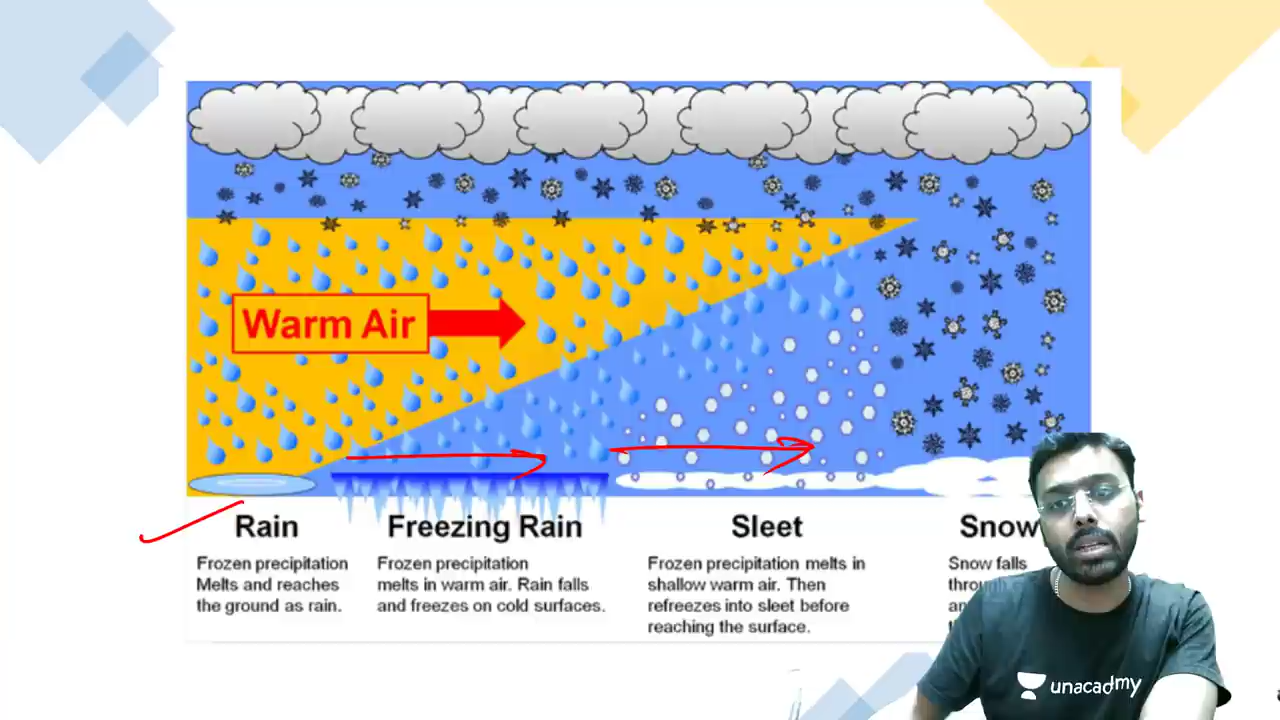 Warm Air
Rain
Frozen precipitation
Melts and reaches
the ground as rain.
Freezing Rain
Frozen precipitation
melts in warm air. Rain falls
and freezes on cold surfaces.
Sleet
Frozen precipitation melts in
shallow warm air. Then
refreezes into sleet before
reaching the surface.
Snow
Snow falls
unacademy